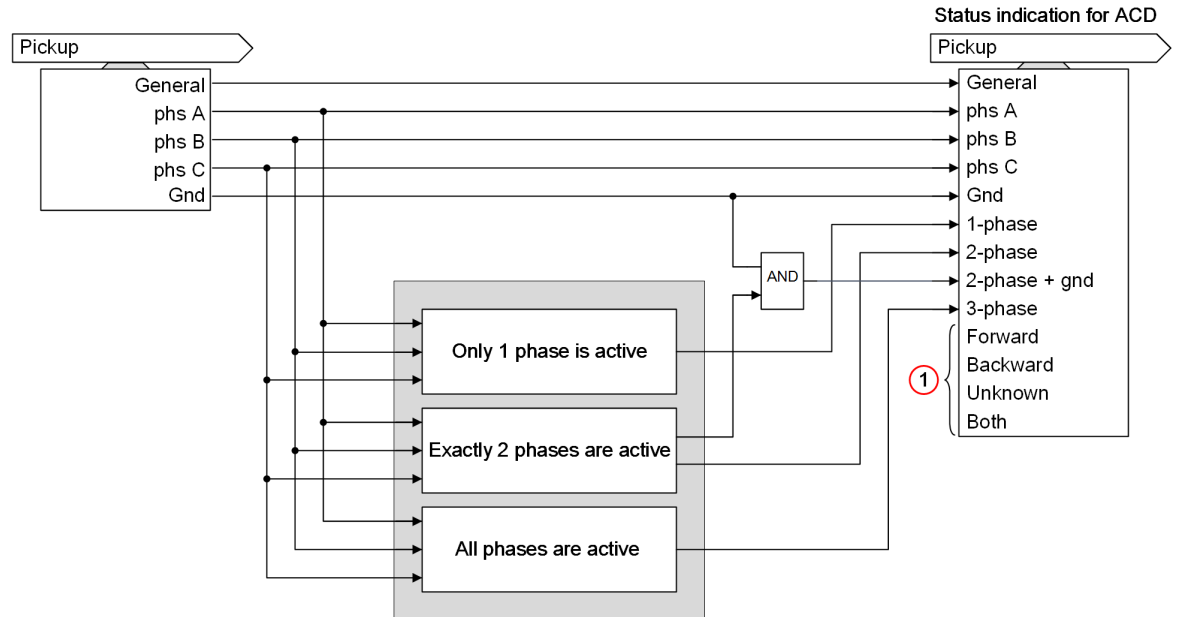 Status indication for ACD
Pickup
Pickup
General
phs A
phs B
phs C
Gnd
General
phs A
phs B
phs C
Gnd
1-phase
2-phase
2-phase + gnd
3-phase
Forward
Backward
Unknown
Both
1
AND
Only 1 phase is active
Exactly 2 phases are active
All phases are active